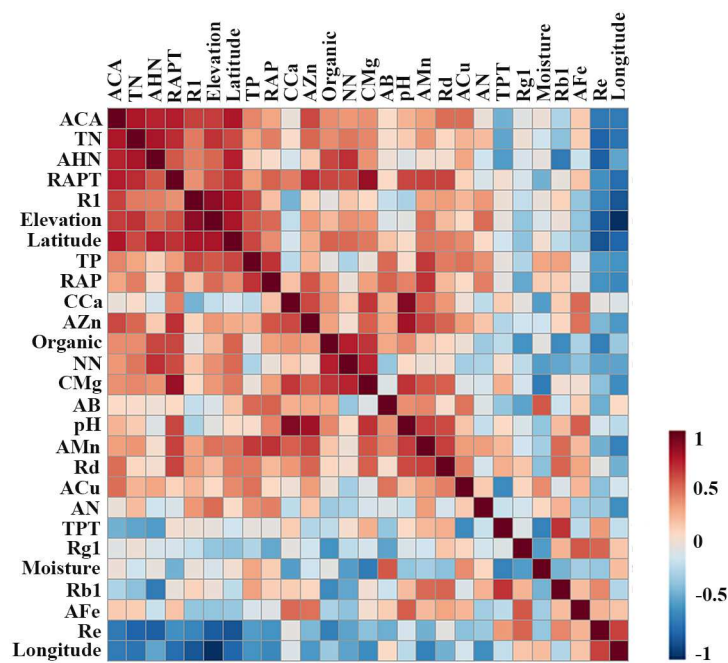 ACA TN AHN RAPT R1 Elevation Latitude TP RAP CCa AZn Organic NN CMg AB pH AMn Rd ACu AN TPT Rg1 Moisture Rb1 AFe Re Longitude
ACA
TN
AHN
RAPT
R1
Elevation
Latitude
TP
RAP
CCa
AZn
Organic
NN
CMg
AB
pH
AMn
Rd
ACu
AN
TPT
Rg1
Moisture
Rb1
AFe
Re
Longitude
1
0.5
0
-0.5
-1